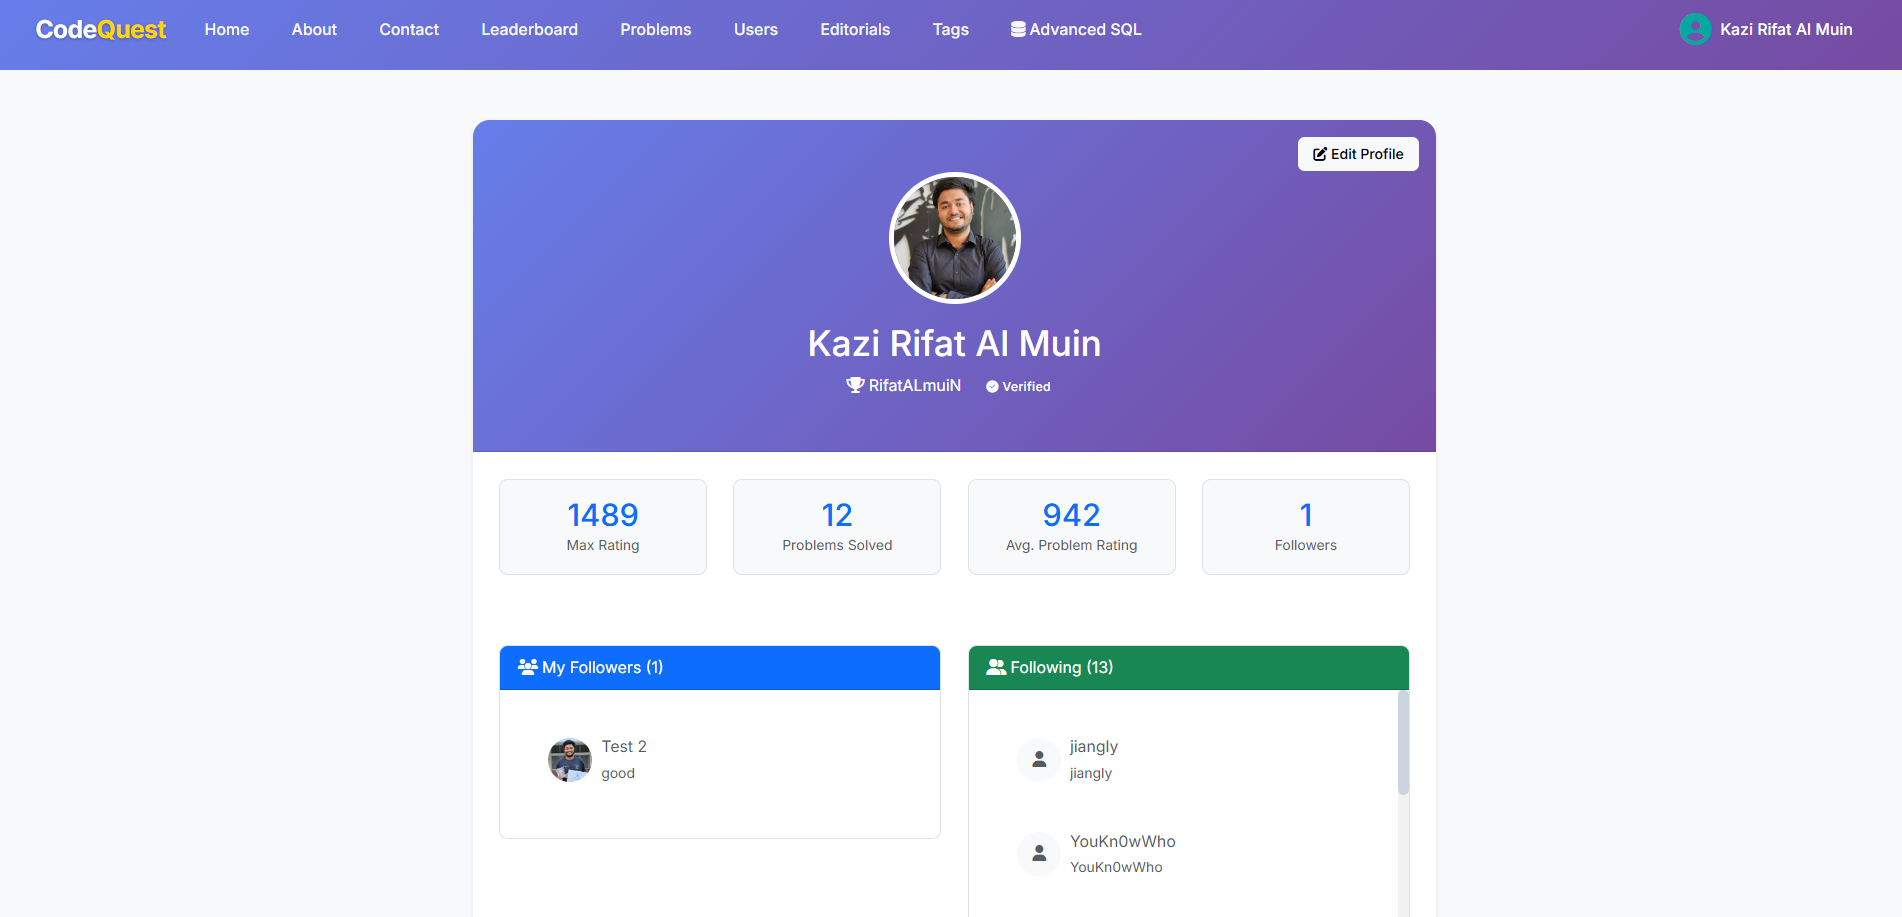 CodeQuest Home About Contact Leaderboard Problems Users Editorials Tags Advanced SQL Kazi Rifat Al Muin
Edit Profile
Kazi Rifat Al Muin
RifatALmuiN Verified
1489 12 942 1
Max Rating Problems Solved Avg. Problem Rating Followers
My Followers (1)
Test 2
good
Following (13)
jiangly
jiangly
YouKn0wWho
YouKn0wWho